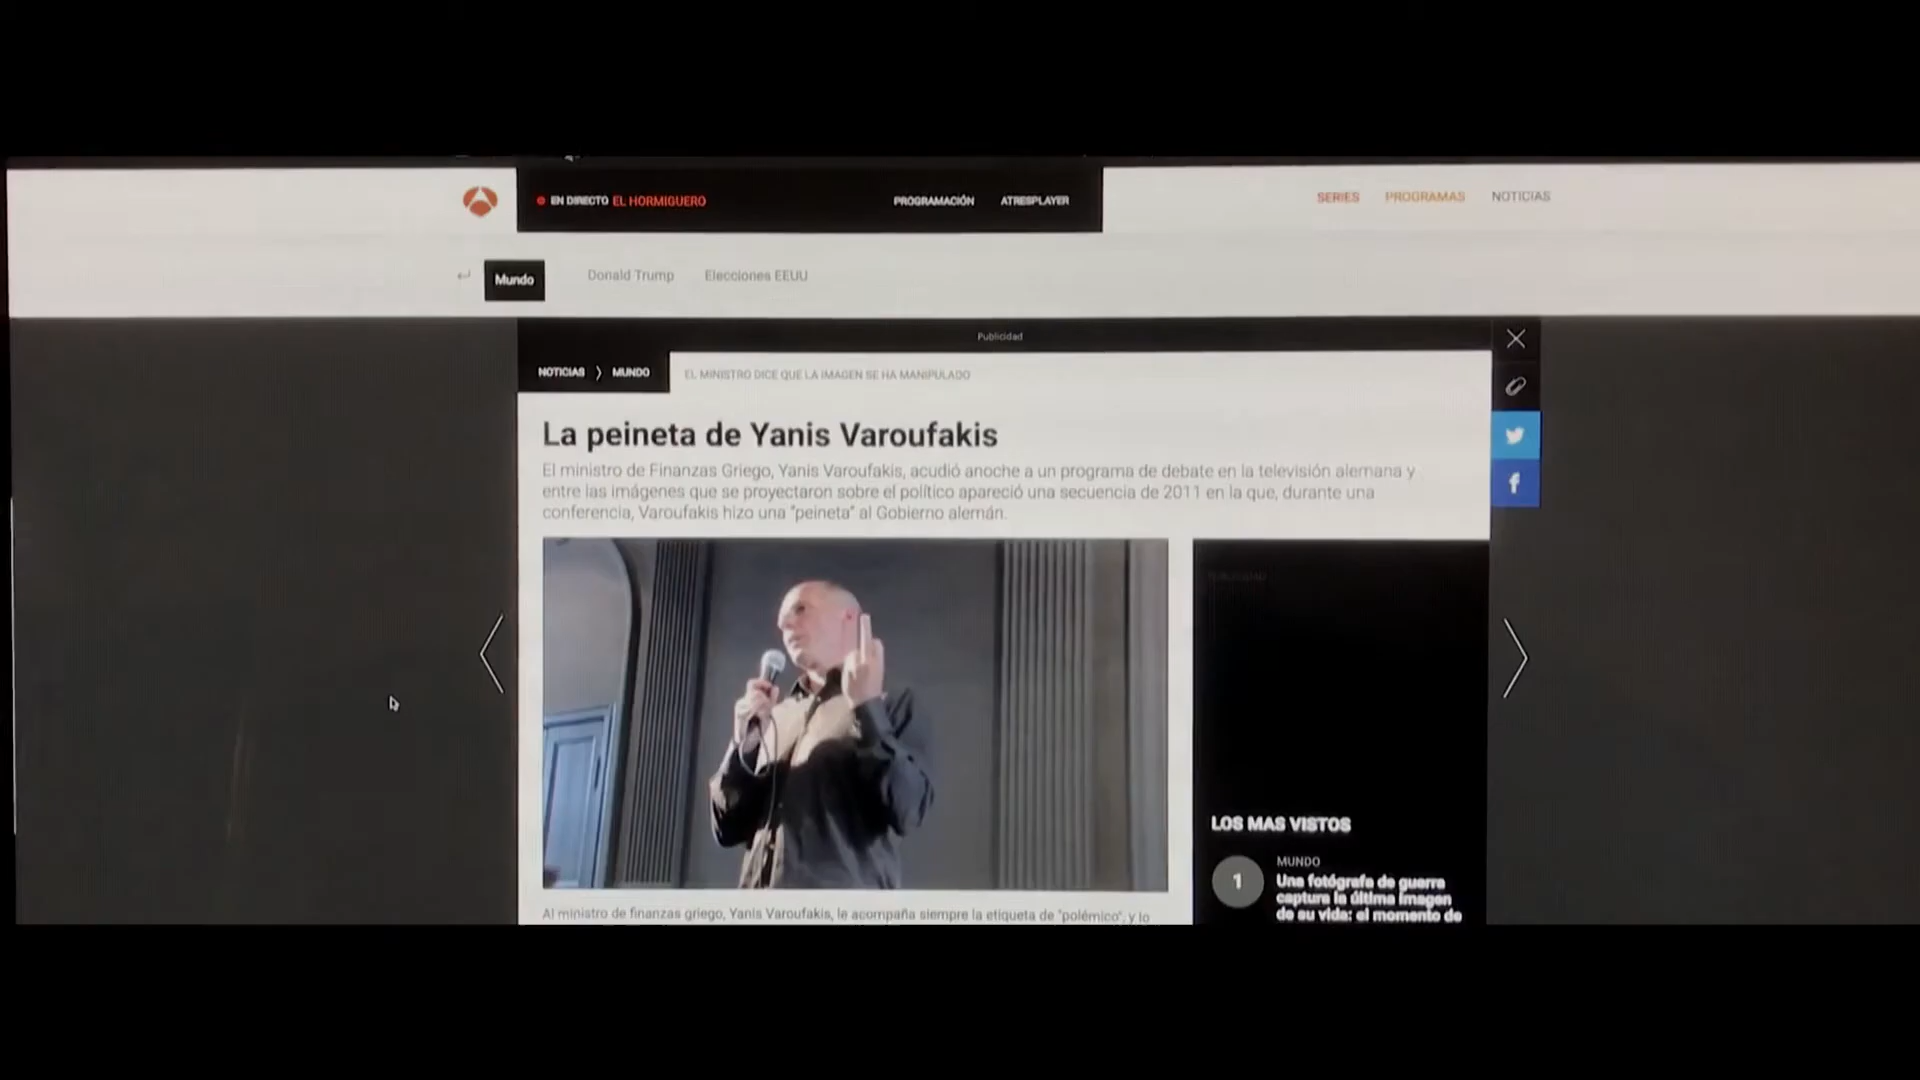 EN DIRECTO EL HORMIGUERO
PROGRAMACIÓN
ATRESPLAYER
SERIES
PROGRAMAS
NOTICIAS
Mundo
Donald Trump
Elecciones EEUU
Publicidad
NOTICIAS
MUNDO
EL MINISTRO DICE QUE LA IMAGEN SE HA MANIPULADO
La peineta de Yanis Varoufakis
El ministro de Finanzas Griego, Yanis Varoufakis, acudió anoche a un programa de debate en la televisión alemana y
entre las imágenes que se proyectaron sobre el político apareció una secuencia de 2011 en la que, durante una
conferencia, Varoufakis hizo una "peineta" al Gobierno alemán.
PUBLICIDAD
LOS MAS VISTOS
1
MUNDO
Una fotógrafa de guerra
captura la última imagen
de su vida: el momento de
Al ministro de finanzas griego, Yanis Varoufakis, le acompaña siempre la etiqueta de "polémico", y lo